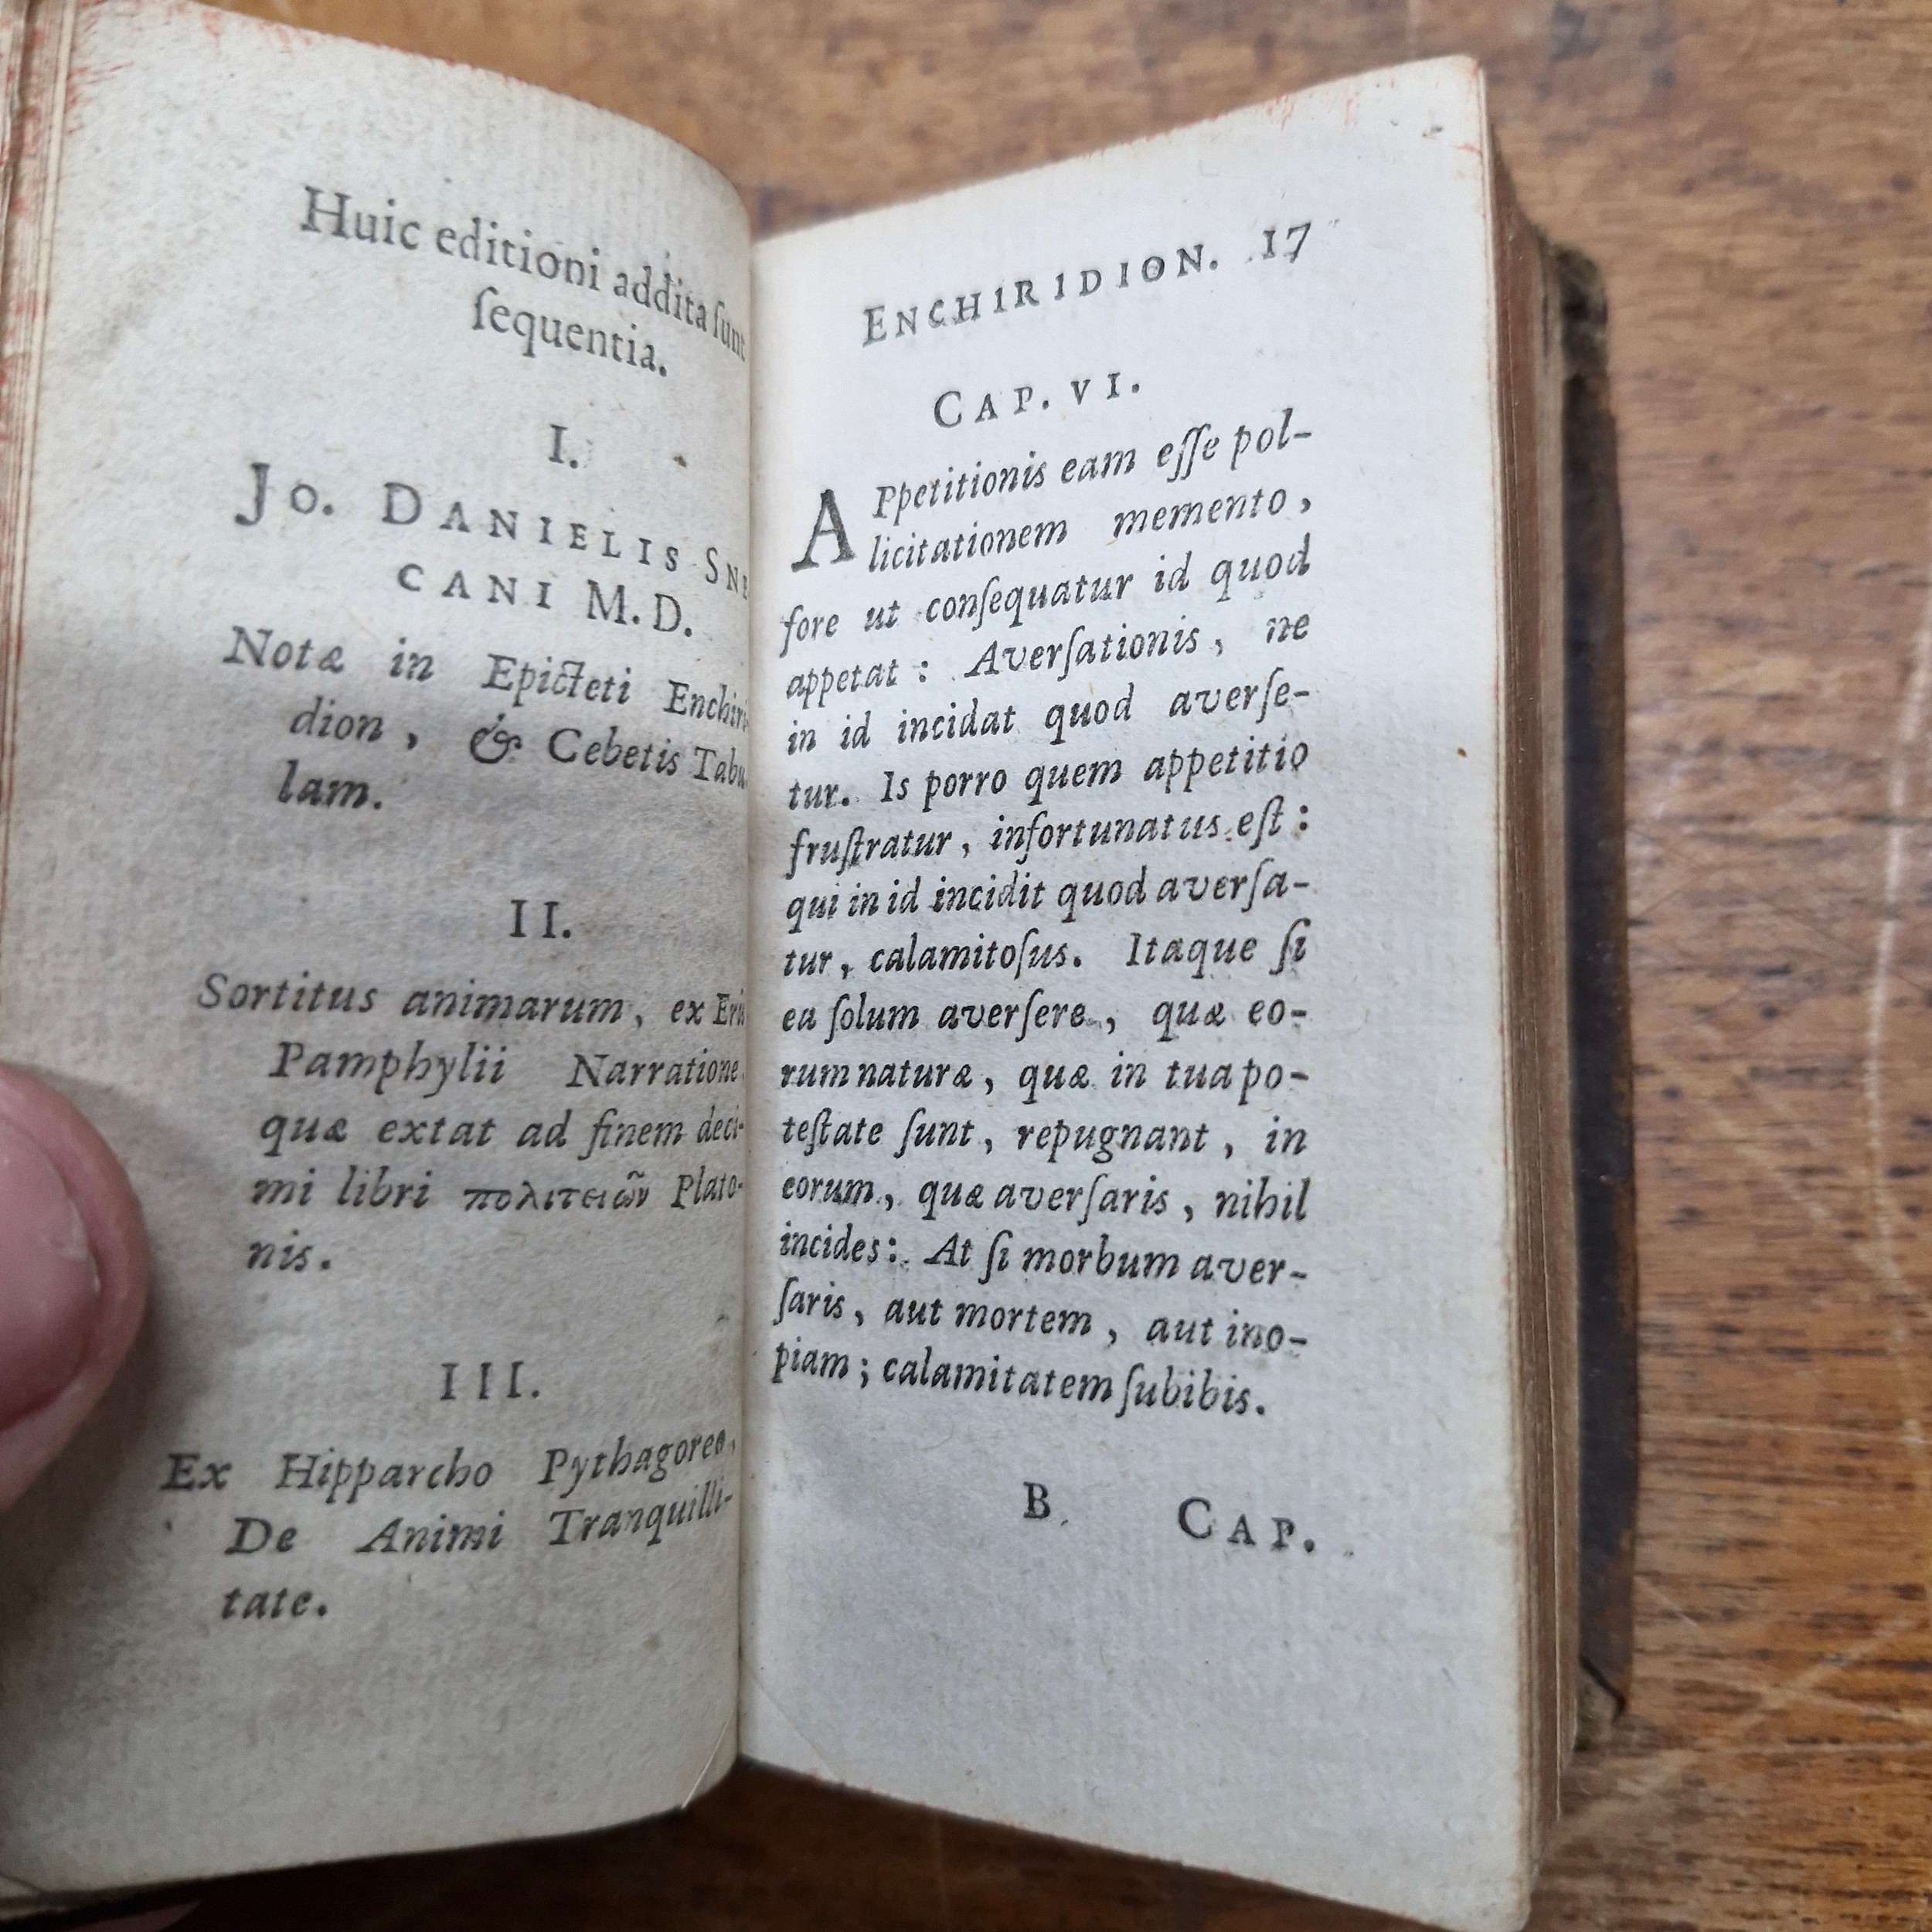 Huic editioni addita ſunt
ſequentia.
I.
Jo. DANIELIS SNE
CANI M. D.
Notæ in Epicteti Enchiri
dion, & Cebetis Tabu
lam.
II.
Sortitus animarum, ex Eris
Pamphylii Narratione
quæ extat ad finem deci-
mi libri πολιτειῶν Plato-
nis.
III.
Ex Hipparcho Pythagoreo,
De Animi Tranquilli-
tate.
ENCHIRIDION. 17
CAP. VI.
APpetitionis eam eſſe pol-
licitationem memento,
fore ut conſequatur id quod
appetat : Averſationis, ne
in id incidat quod averſe-
tur. Is porro quem appetitio
fruſtratur, infortunatus eſt :
qui in id incidit quod averſa-
tur, calamitoſus. Itaque ſi
ea ſolum averſere, quæ eo-
rum naturæ, quæ in tua po-
teſtate ſunt, repugnant, in
eorum, quæ averſaris, nihil
incides: At ſi morbum aver-
ſaris, aut mortem, aut ino-
piam; calamitatem ſubibis.
B CAP.